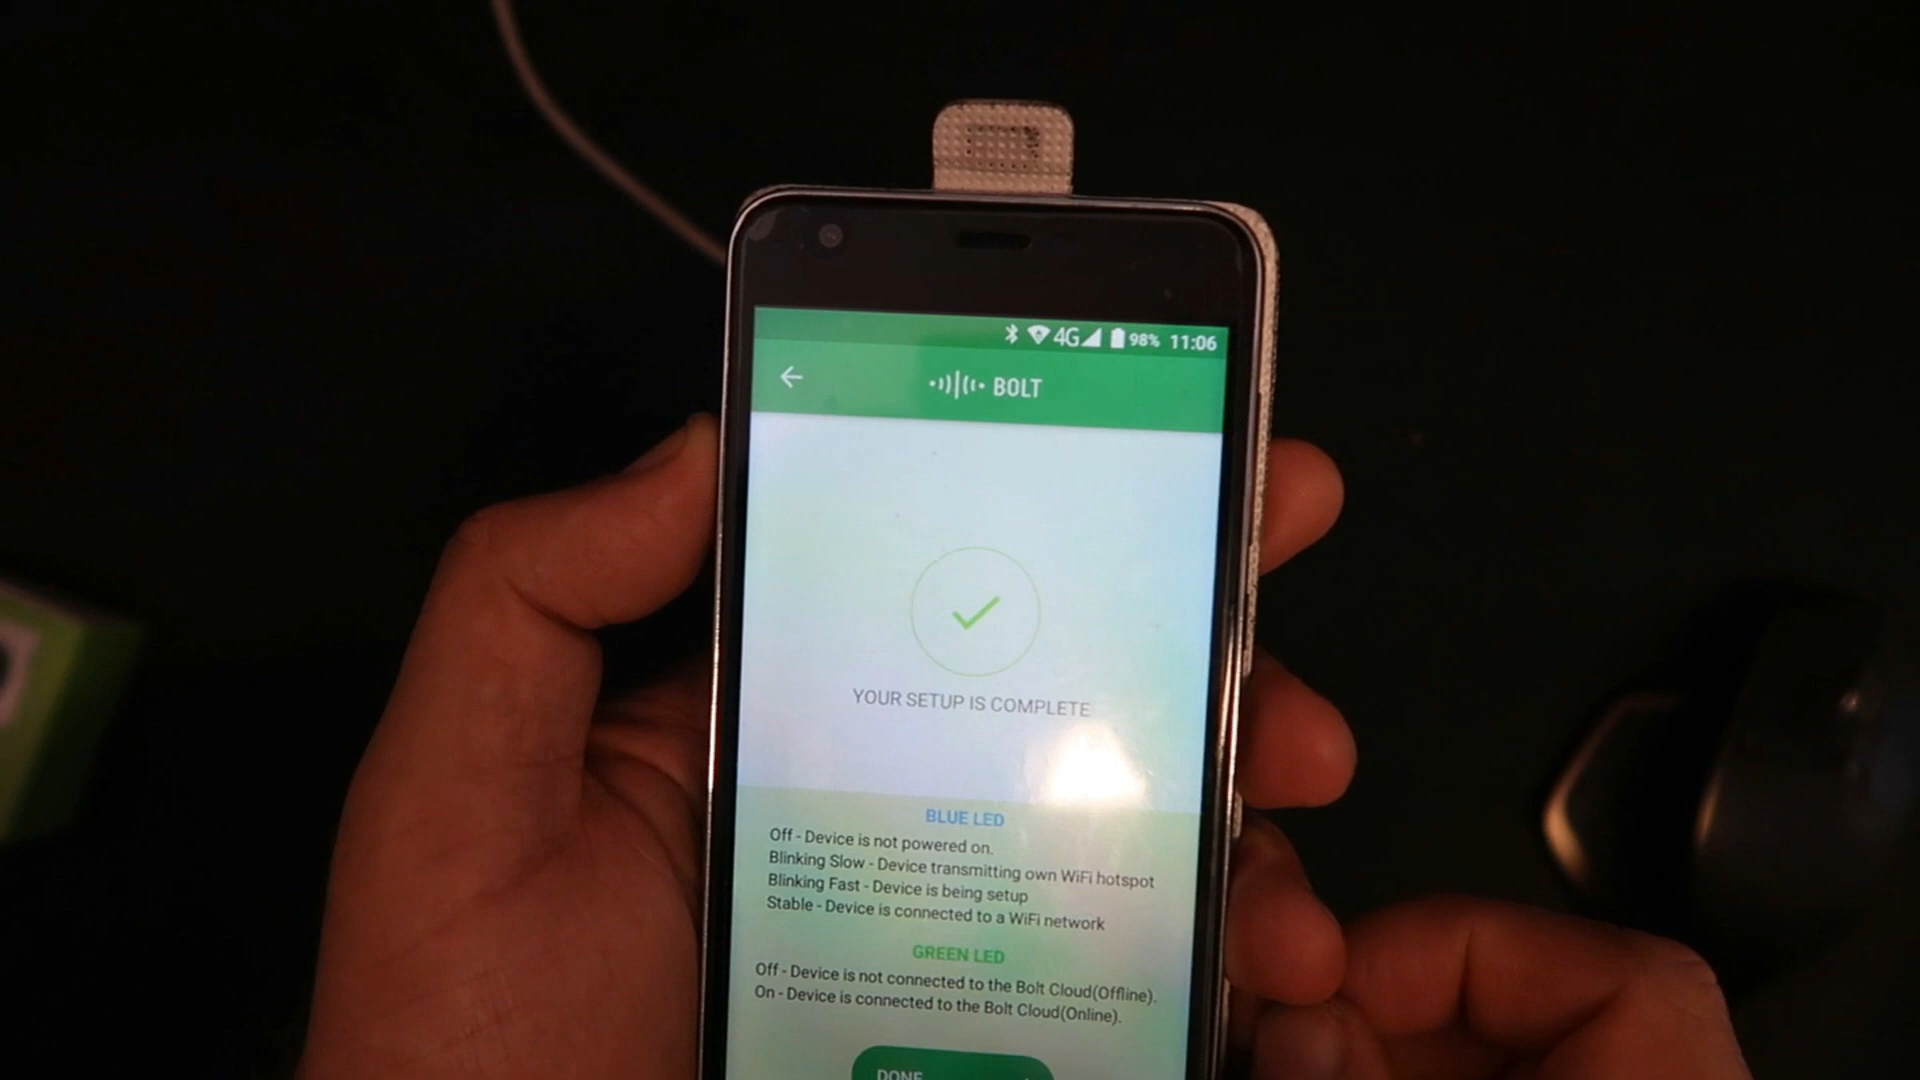 4G 98% 11:06
BOLT
YOUR SETUP IS COMPLETE
BLUE LED
Off - Device is not powered on.
Blinking Slow - Device transmitting own WiFi hotspot
Blinking Fast - Device is being setup
Stable - Device is connected to a WiFi network
GREEN LED
Off - Device is not connected to the Bolt Cloud(Offline).
On - Device is connected to the Bolt Cloud(Online).
DONE